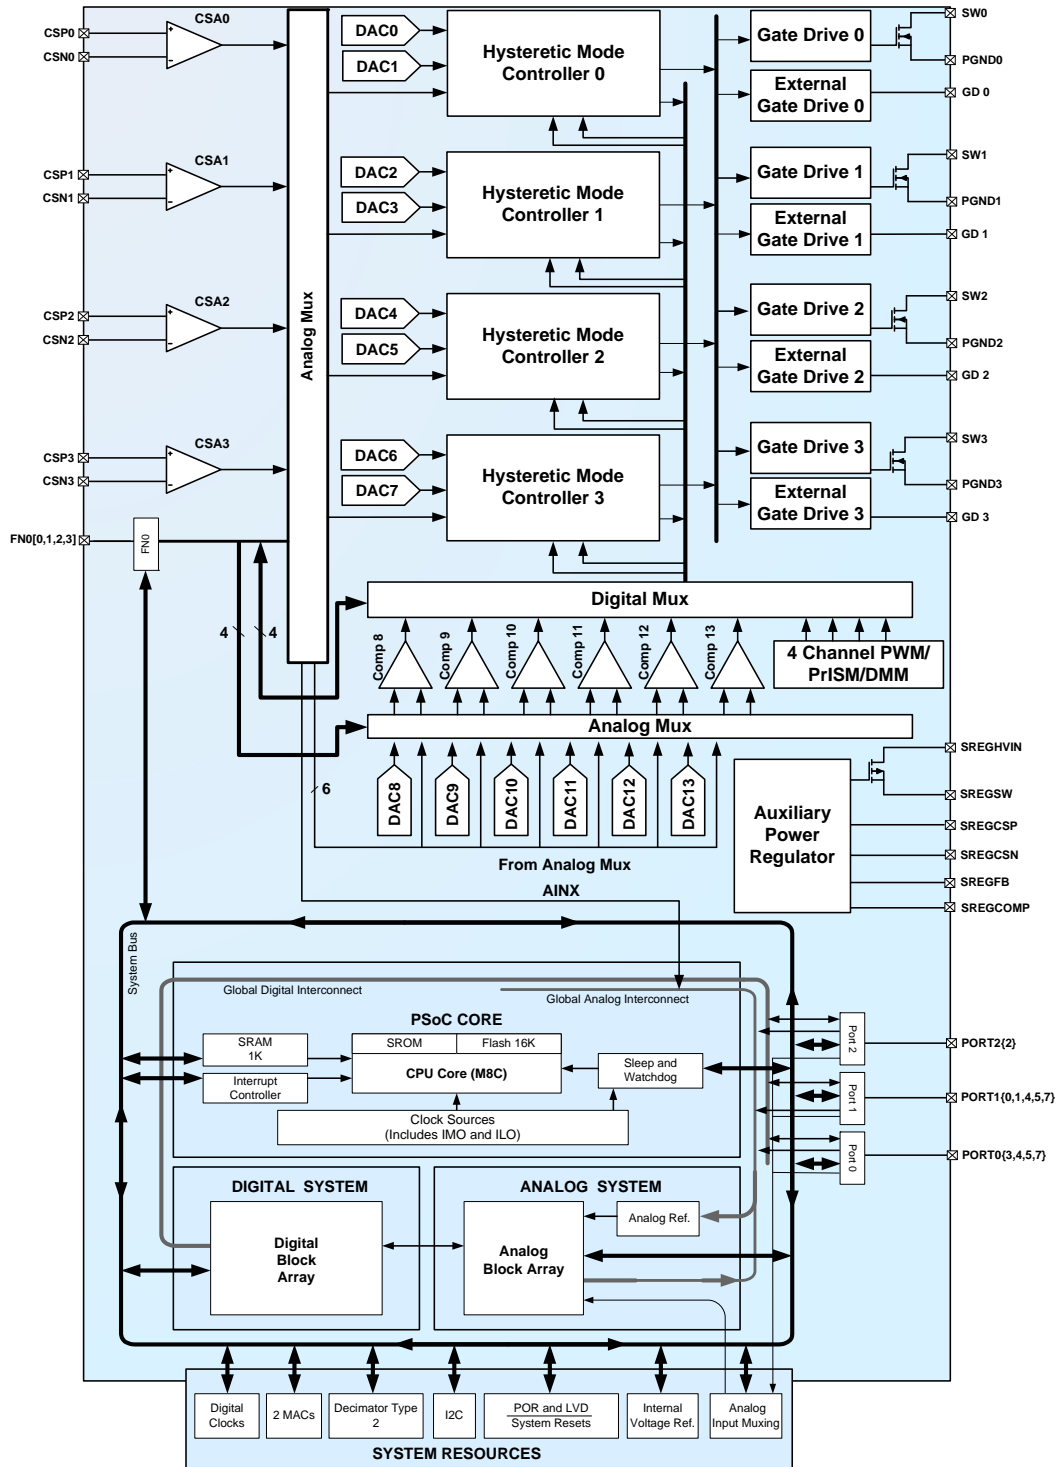 CSA0
CSP0
CSN0
DAC0
DAC1
Hysteretic Mode
Controller 0
Gate Drive 0
External
Gate Drive 0
SW0
PGND0
GD 0
CSA1
CSP1
CSN1
DAC2
DAC3
Hysteretic Mode
Controller 1
Gate Drive 1
External
Gate Drive 1
SW1
PGND1
GD 1
Analog Mux
CSA2
CSP2
CSN2
DAC4
DAC5
Hysteretic Mode
Controller 2
Gate Drive 2
External
Gate Drive 2
SW2
PGND2
GD 2
CSA3
CSP3
CSN3
DAC6
DAC7
Hysteretic Mode
Controller 3
Gate Drive 3
External
Gate Drive 3
SW3
PGND3
GD 3
FN0[0,1,2,3]
FN0
4
4
Digital Mux
Comp 8
Comp 9
Comp 10
Comp 11
Comp 12
Comp 13
4 Channel PWM/
PrISM/DMM
Analog Mux
6
DAC8
DAC9
DAC10
DAC11
DAC12
DAC13
From Analog Mux
AINX
Auxiliary
Power
Regulator
SREGHVIN
SREGSW
SREGCSP
SREGCSN
SREGFB
SREGCOMP
System Bus
Global Digital Interconnect
Global Analog Interconnect
PSoC CORE
SRAM
1K
Interrupt
Controller
SROM
Flash 16K
CPU Core (M8C)
Sleep and
Watchdog
Clock Sources
(Includes IMO and ILO)
Port 2
PORT2{2}
Port 1
PORT1{0,1,4,5,7}
Port 0
PORT0{3,4,5,7}
DIGITAL SYSTEM
Digital
Block
Array
ANALOG SYSTEM
Analog
Block Array
Analog Ref.
Digital
Clocks
2 MACs
Decimator Type
2
I2C
POR and LVD
System Resets
Internal
Voltage Ref.
Analog
Input Muxing
SYSTEM RESOURCES